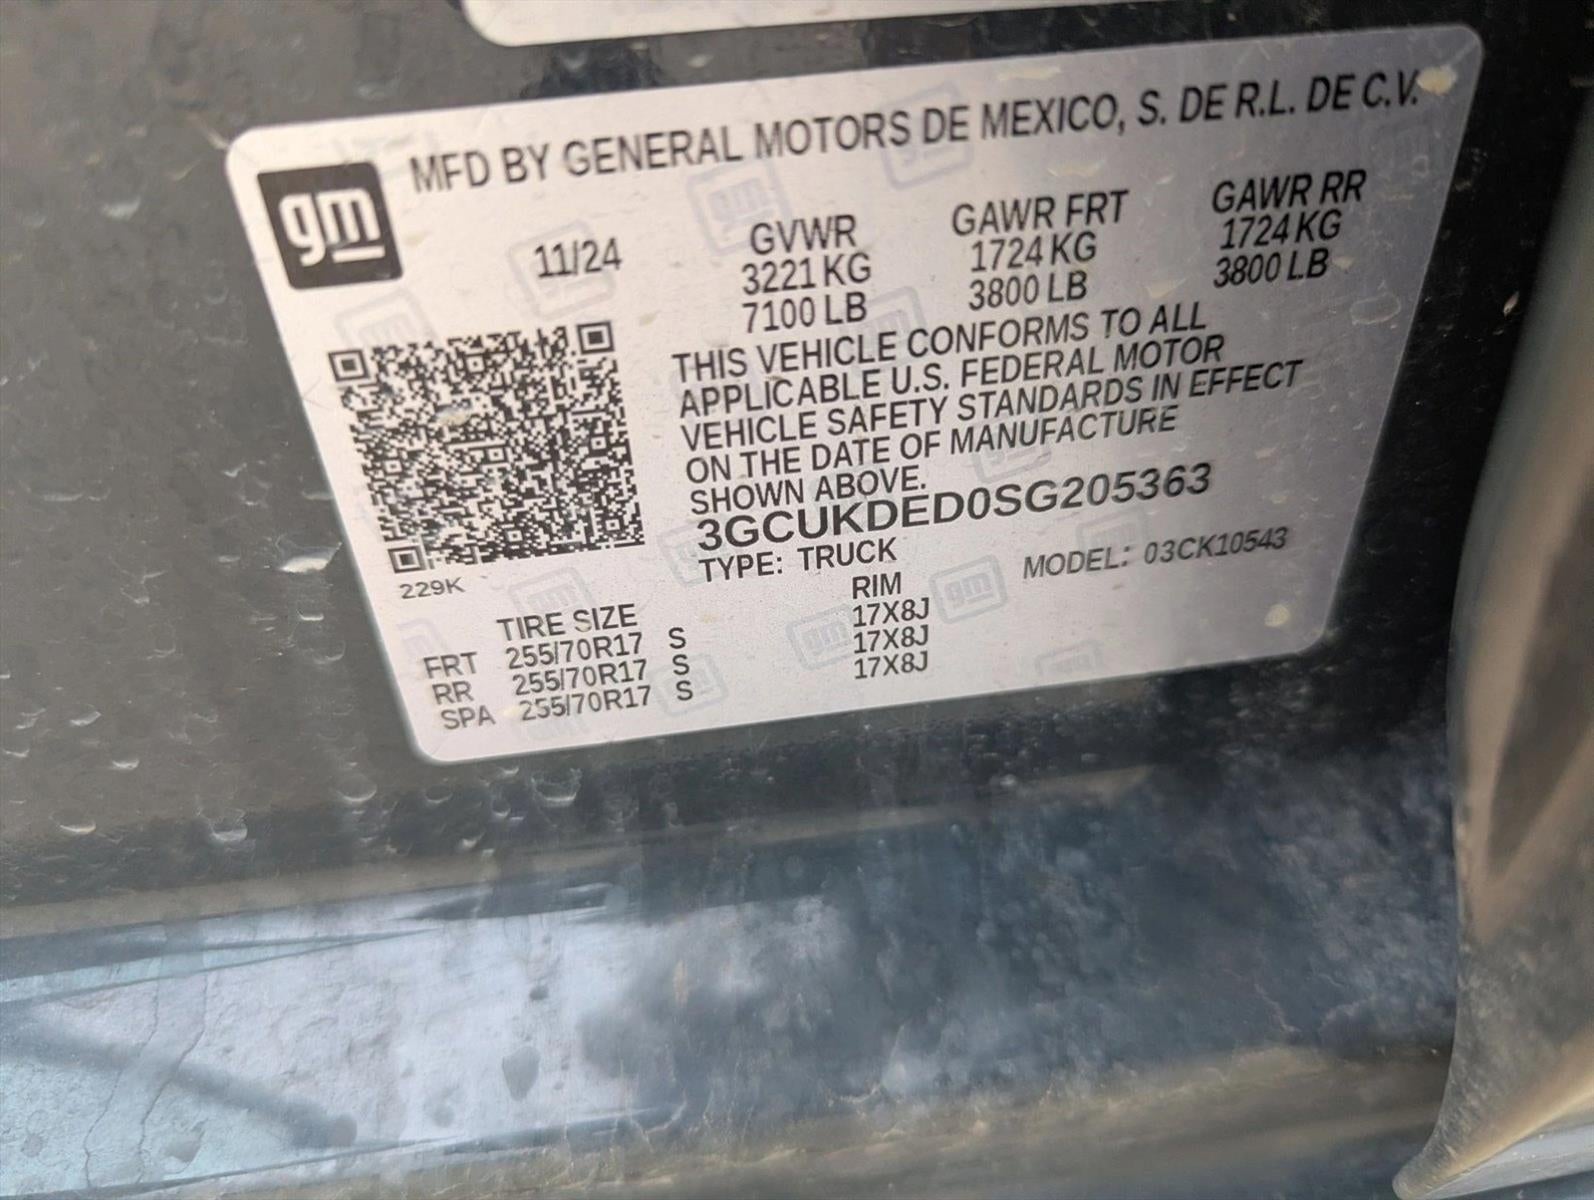 gm
MFD BY GENERAL MOTORS DE MEXICO, S. DE R.L. DE C.V.
11/24
GVWR
3221 KG
7100 LB
GAWR FRT
1724 KG
3800 LB
GAWR RR
1724 KG
3800 LB
THIS VEHICLE CONFORMS TO ALL
APPLICABLE U.S. FEDERAL MOTOR
VEHICLE SAFETY STANDARDS IN EFFECT
ON THE DATE OF MANUFACTURE
SHOWN ABOVE.
3GCUKDED0SG205363
TYPE: TRUCK
MODEL: 03CK10543
229K
TIRE SIZE RIM
FRT 255/70R17 S 17X8J
RR 255/70R17 S 17X8J
SPA 255/70R17 S 17X8J